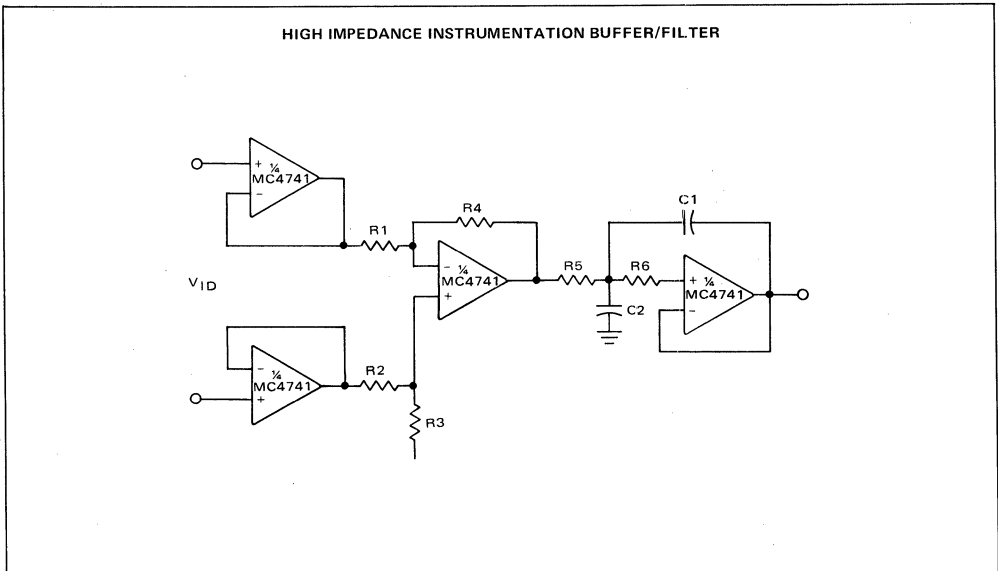 HIGH IMPEDANCE INSTRUMENTATION BUFFER/FILTER
+
¼
MC4741
−
R1
R4
−
¼
MC4741
+
C1
R5
R6
+
¼
MC4741
−
C2
VID
−
¼
MC4741
+
R2
R3